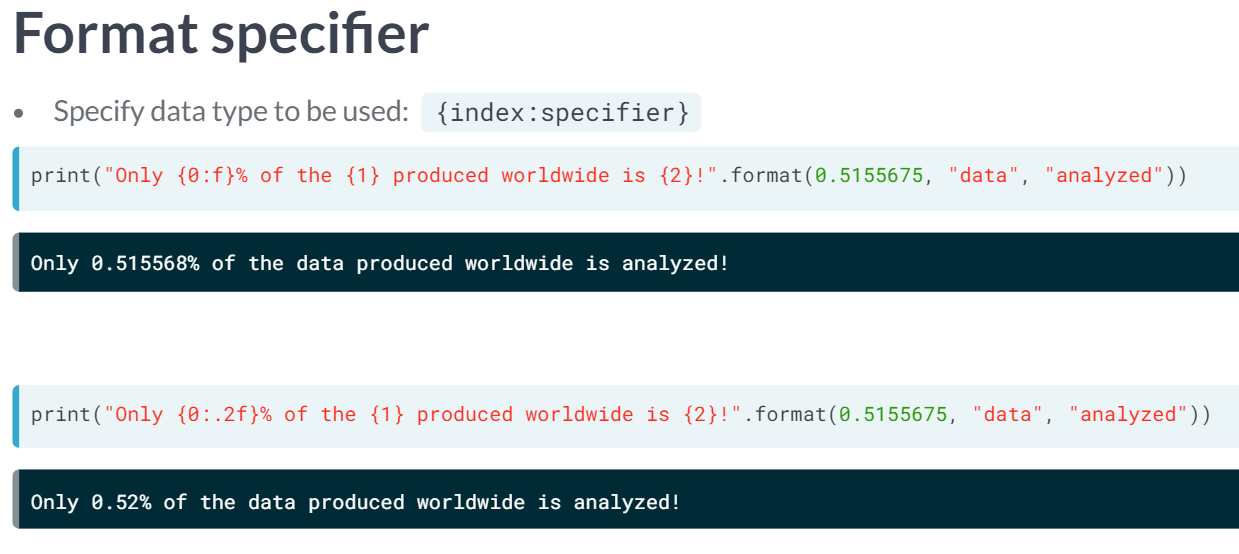 Format specifier
• Specify data type to be used: {index:specifier}
print("Only {0:f}% of the {1} produced worldwide is {2}!".format(0.5155675, "data", "analyzed"))
Only 0.515568% of the data produced worldwide is analyzed!
print("Only {0:.2f}% of the {1} produced worldwide is {2}!".format(0.5155675, "data", "analyzed"))
Only 0.52% of the data produced worldwide is analyzed!